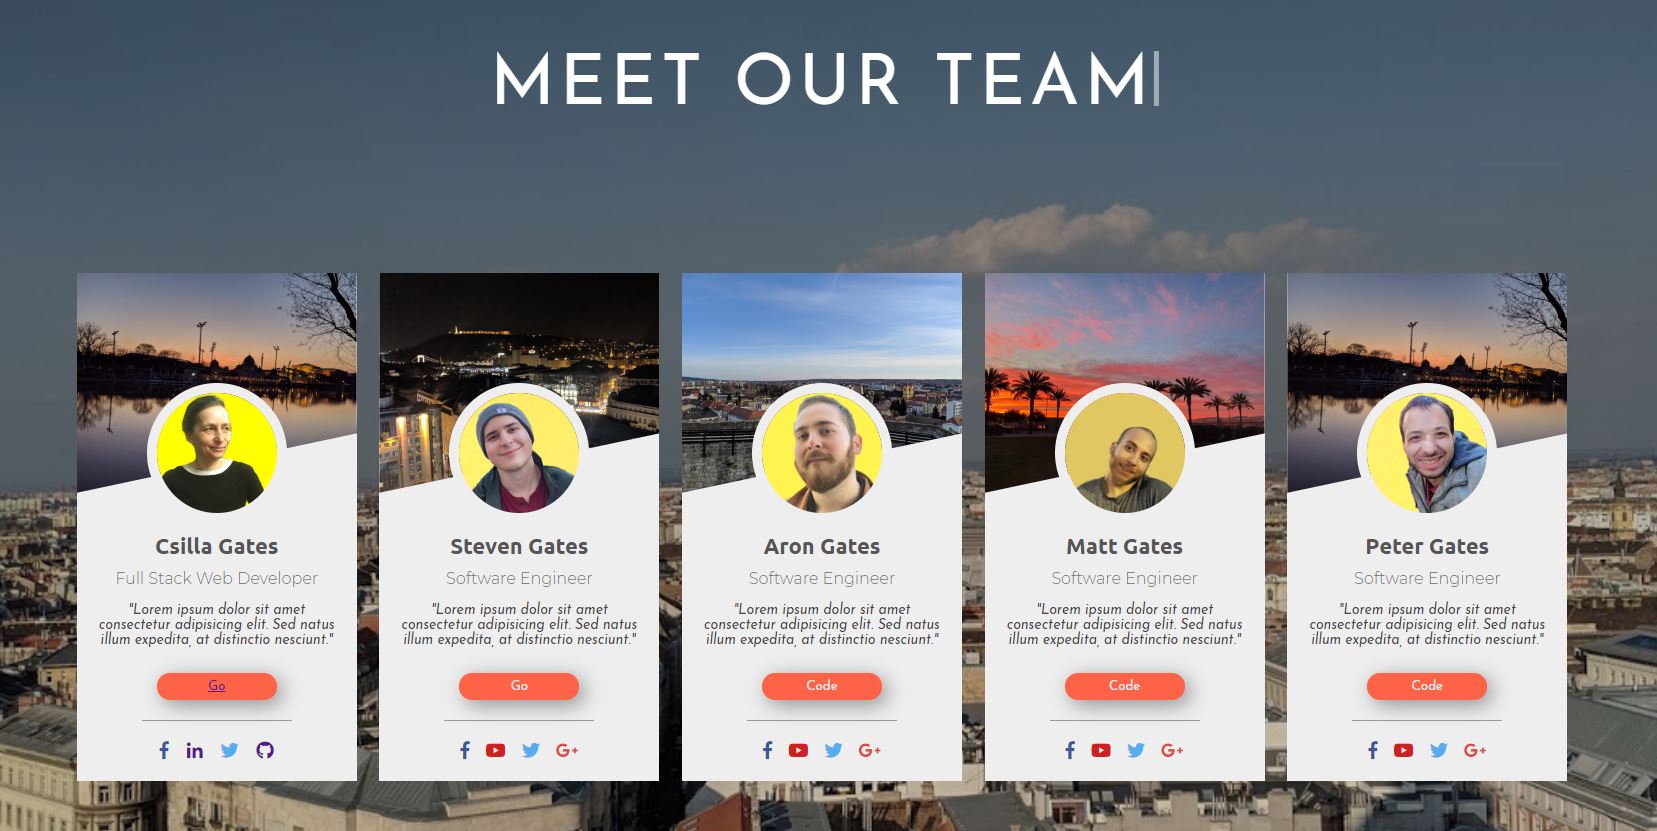 MEET OUR TEAM
Csilla Gates
Full Stack Web Developer
"Lorem ipsum dolor sit amet
consectetur adipisicing elit. Sed natus
illum expedita, at distinctio nesciunt."
Go
Steven Gates
Software Engineer
"Lorem ipsum dolor sit amet
consectetur adipisicing elit. Sed natus
illum expedita, at distinctio nesciunt."
Go
Aron Gates
Software Engineer
"Lorem ipsum dolor sit amet
consectetur adipisicing elit. Sed natus
illum expedita, at distinctio nesciunt."
Code
Matt Gates
Software Engineer
"Lorem ipsum dolor sit amet
consectetur adipisicing elit. Sed natus
illum expedita, at distinctio nesciunt."
Code
Peter Gates
Software Engineer
"Lorem ipsum dolor sit amet
consectetur adipisicing elit. Sed natus
illum expedita, at distinctio nesciunt."
Code